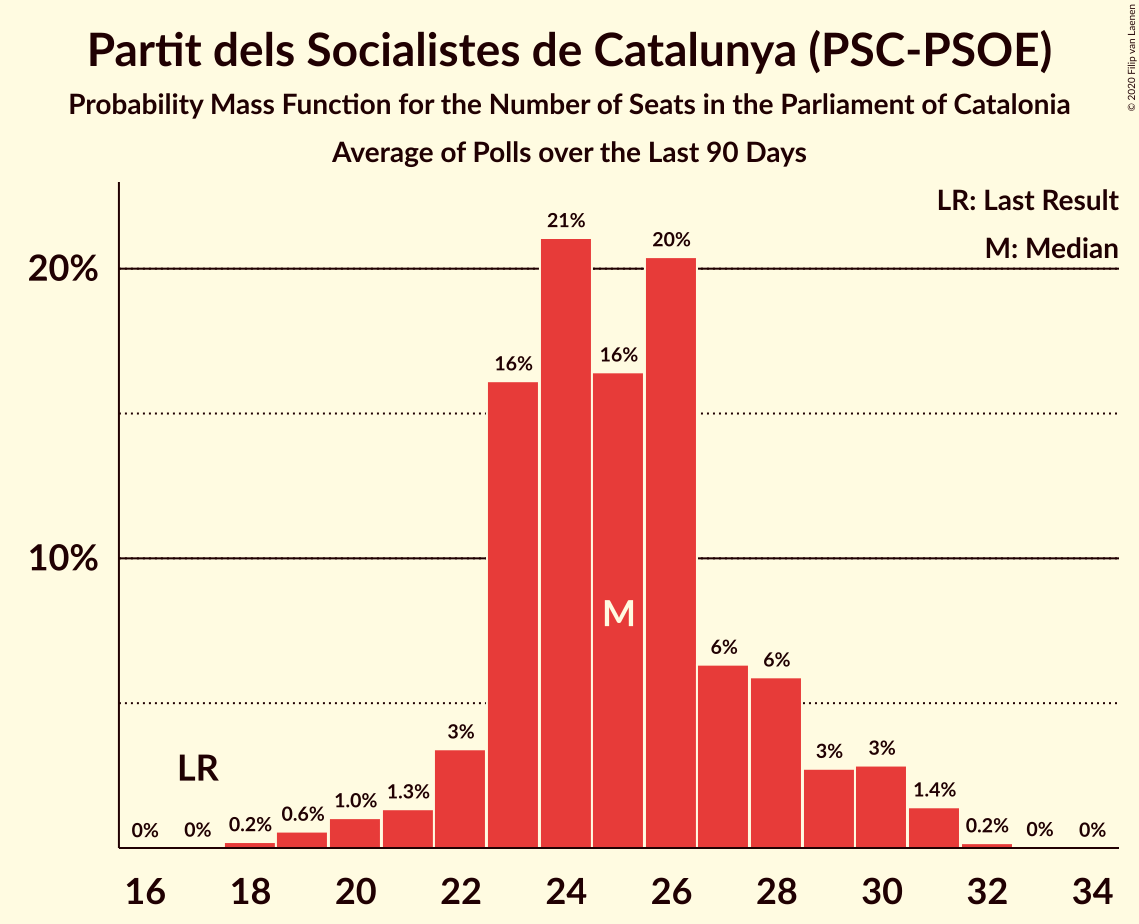 Partit dels Socialistes de Catalunya (PSC-PSOE)
Probability Mass Function for the Number of Seats in the Parliament of Catalonia
Average of Polls over the Last 90 Days
© 2020 Filip van Laenen
LR: Last Result
M: Median
20%
10%
0%
0%
0.2%
0.6%
1.0%
1.3%
3%
16%
21%
16%
20%
6%
6%
3%
3%
1.4%
0.2%
0%
0%
LR
M
16 18 20 22 24 26 28 30 32 34